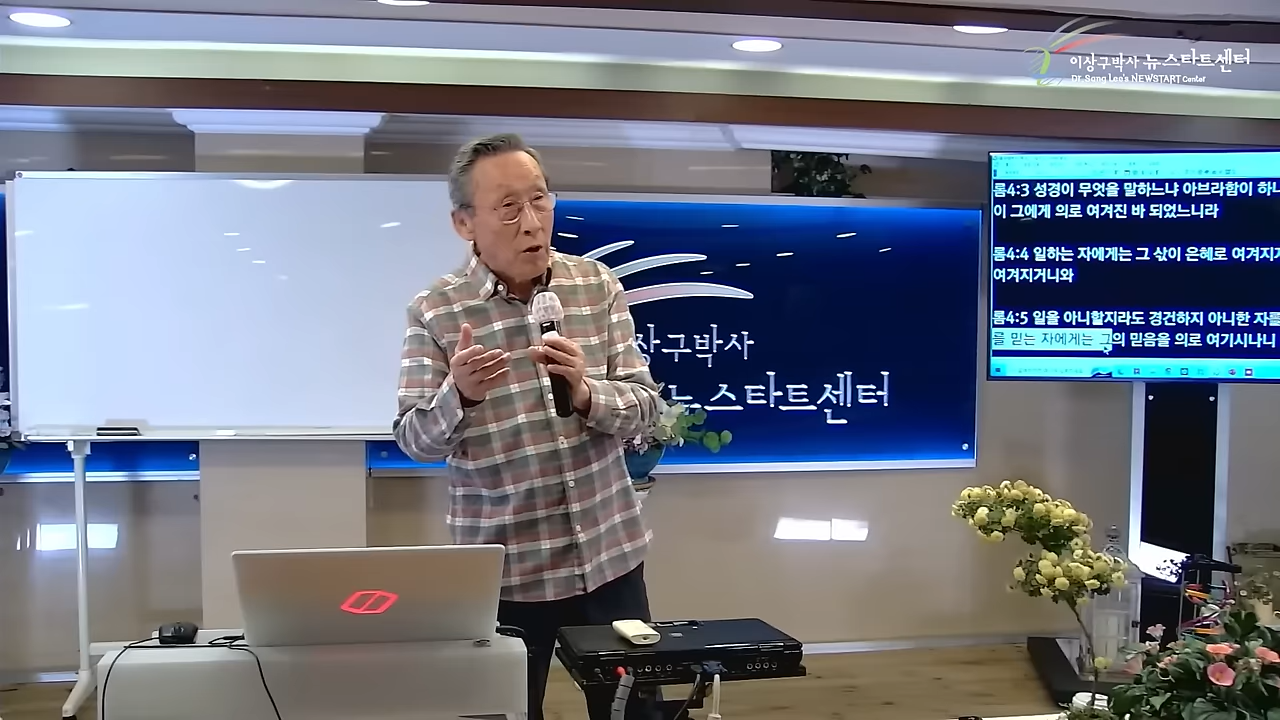 이상구박사 뉴스타트센터
Dr. Sang Lee's NEWSTART Center
롬4:3 성경이 무엇을 말하느냐 아브라함이 하나
이 그에게 의로 여겨진 바 되었느니라
롬4:4 일하는 자에게는 그 삯이 은혜로 여겨지지
여겨지거니와
롬4:5 일을 아니할지라도 경건하지 아니한 자를
를 믿는 자에게는 그의 믿음을 의로 여기시나니
상구박사
뉴스타트센터